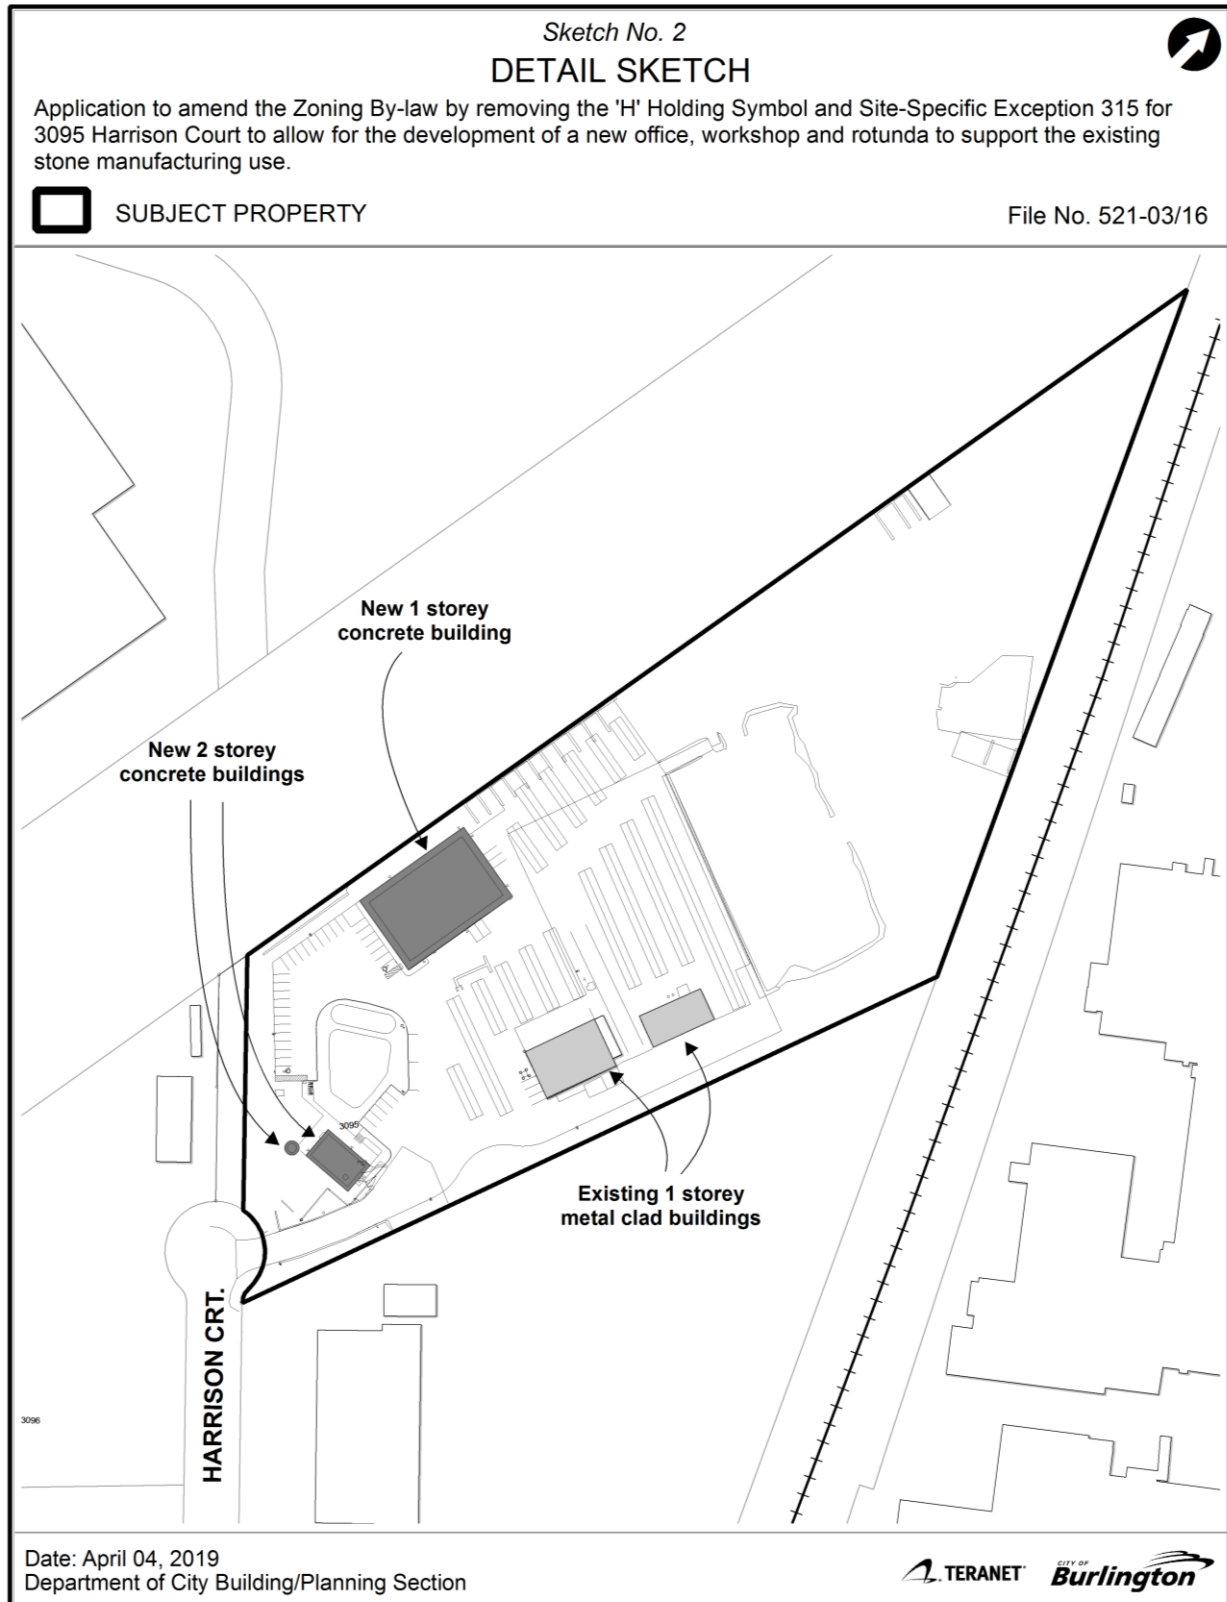 Sketch No. 2
DETAIL SKETCH
Application to amend the Zoning By-law by removing the 'H' Holding Symbol and Site-Specific Exception 315 for
3095 Harrison Court to allow for the development of a new office, workshop and rotunda to support the existing
stone manufacturing use.
SUBJECT PROPERTY
File No. 521-03/16
New 1 storey
concrete building
New 2 storey
concrete buildings
3095
Existing 1 storey
metal clad buildings
HARRISON CRT.
3096
Date: April 04, 2019
Department of City Building/Planning Section
TERANET
CITY OF
Burlington